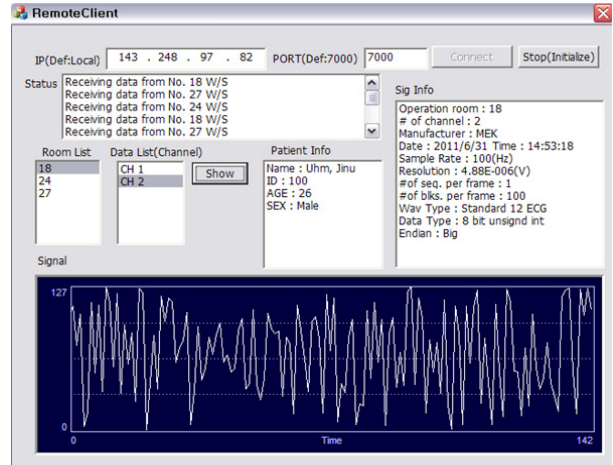 RemoteClient
IP(Def:Local) 143 . 248 . 97 . 82 PORT(Def:7000) 7000 Connect Stop(Initialize)
Status
Receiving data from No. 18 W/S
Receiving data from No. 27 W/S
Receiving data from No. 24 W/S
Receiving data from No. 18 W/S
Receiving data from No. 27 W/S
Sig Info
Operation room : 18
# of channel : 2
Manufacturer : MEK
Date : 2011/6/31 Time : 14:53:18
Sample Rate : 100(Hz)
Resolution : 4.88E-006(V)
#of seq. per frame : 1
#of blks. per frame : 100
Wav Type : Standard 12 ECG
Data Type : 8 bit unsignd int
Endian : Big
Room List
18
24
27
Data List(Channel)
CH 1
CH 2
Show
Patient Info
Name : Uhm, Jinu
ID : 100
AGE : 26
SEX : Male
Signal
127
0
0 Time 142